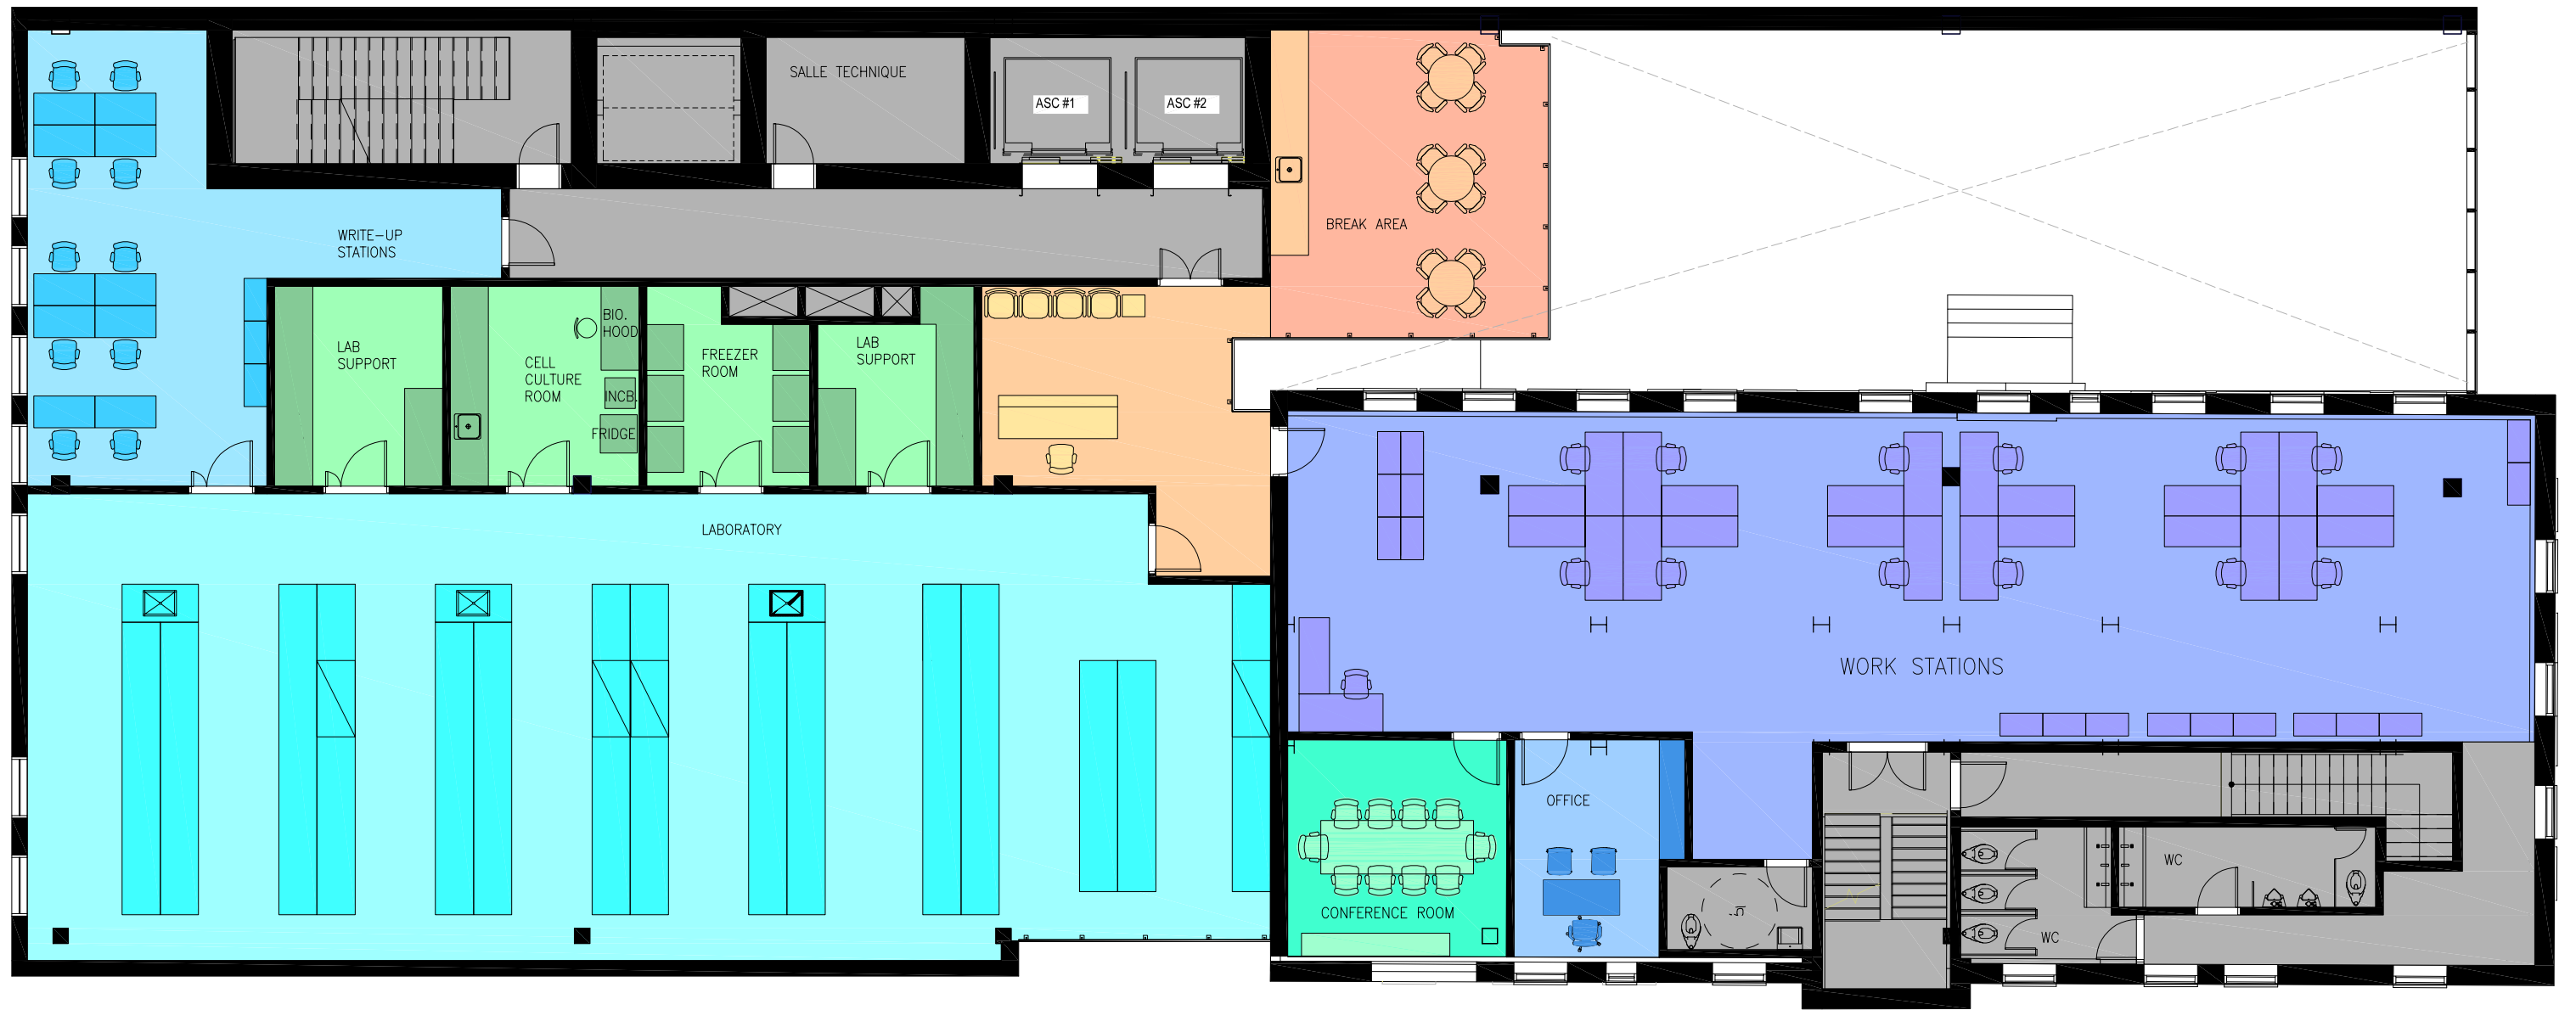 SALLE TECHNIQUE
ASC #1
ASC #2
BREAK AREA
WRITE-UP
STATIONS
LAB
SUPPORT
CELL
CULTURE
ROOM
BIO.
HOOD
INCB.
FRIDGE
FREEZER
ROOM
LAB
SUPPORT
LABORATORY
WORK STATIONS
OFFICE
CONFERENCE ROOM
WC
WC